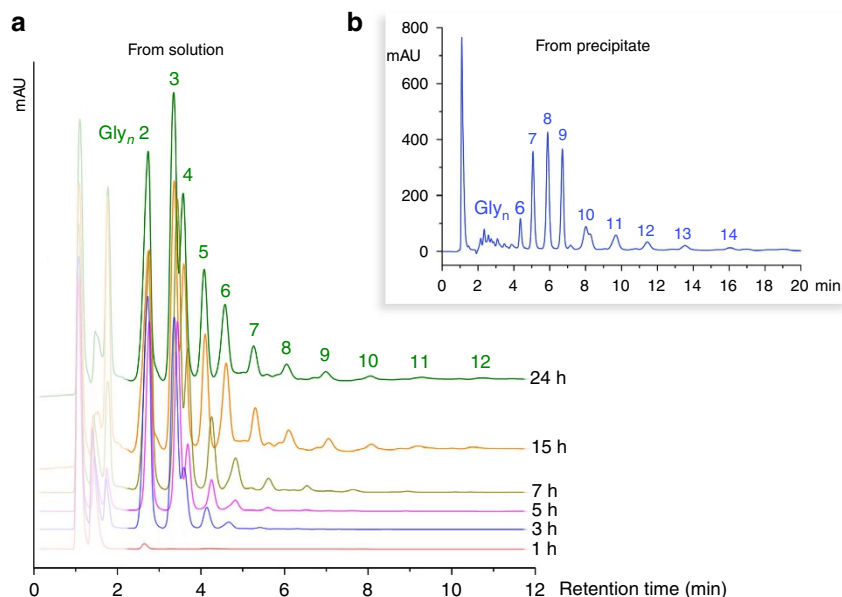 a
From solution
mAU
Glyn 2
3
4
5
6
7
8
9
10
11
12
24 h
15 h
7 h
5 h
3 h
1 h
0
2
4
6
8
10
12
Retention time (min)
b
From precipitate
mAU
800
600
400
200
0
Glyn 6
7
8
9
10
11
12
13
14
0 2 4 6 8 10 12 14 16 18 20 min